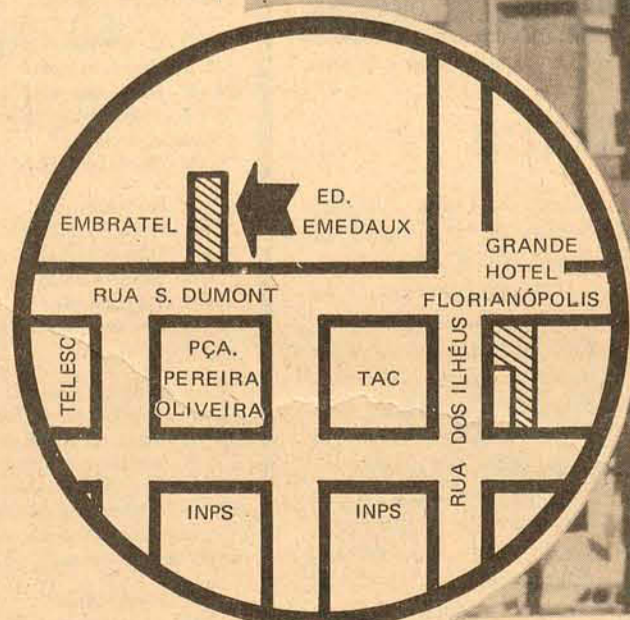 EMBRATEL
ED.
EMEDAUX
GRANDE
HOTEL
FLORIANÓPOLIS
RUA S. DUMONT
TELESC
PÇA.
PEREIRA
OLIVEIRA
TAC
RUA DOS ILHÉUS
INPS
INPS